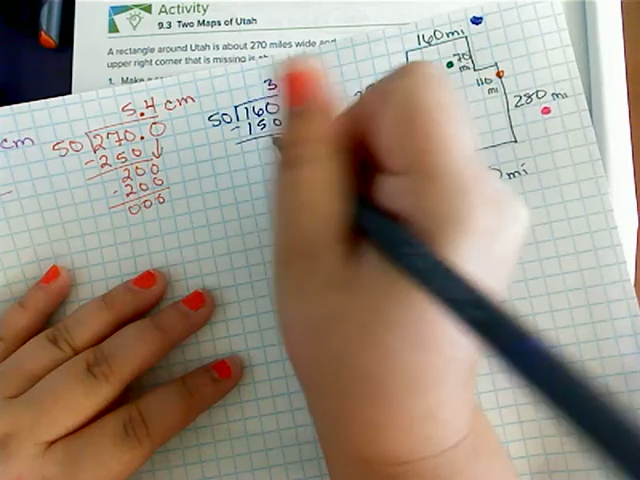 Activity
9.3 Two Maps of Utah
A rectangle around Utah is about 270 miles wide and
upper right corner that is missing is
1. Make
cm
5.4 cm
50 270.0
-250
200
-200
000
3
50 160
-150
160 mi
70 mi
110 mi
280 mi
mi